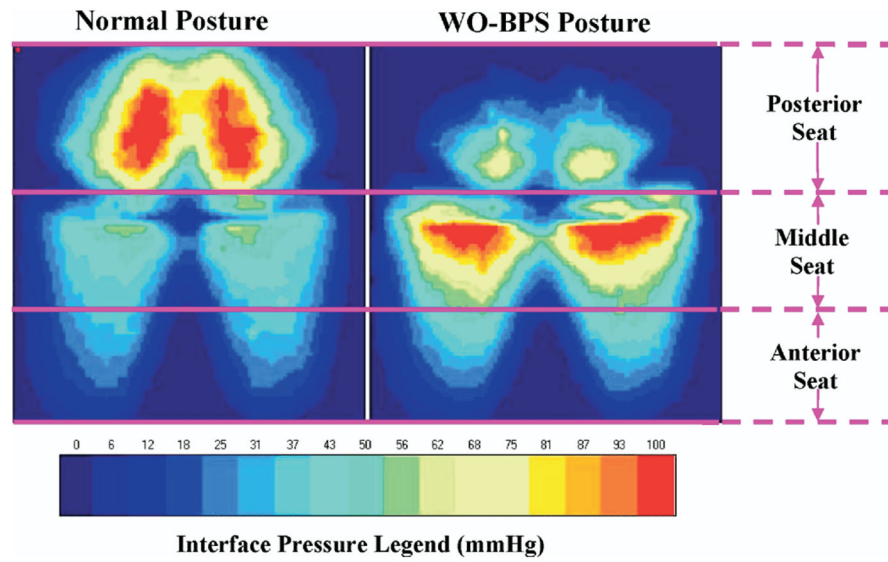 Normal Posture
WO-BPS Posture
Posterior
Seat
Middle
Seat
Anterior
Seat
0 6 12 18 25 31 37 43 50 56 62 68 75 81 87 93 100
Interface Pressure Legend (mmHg)